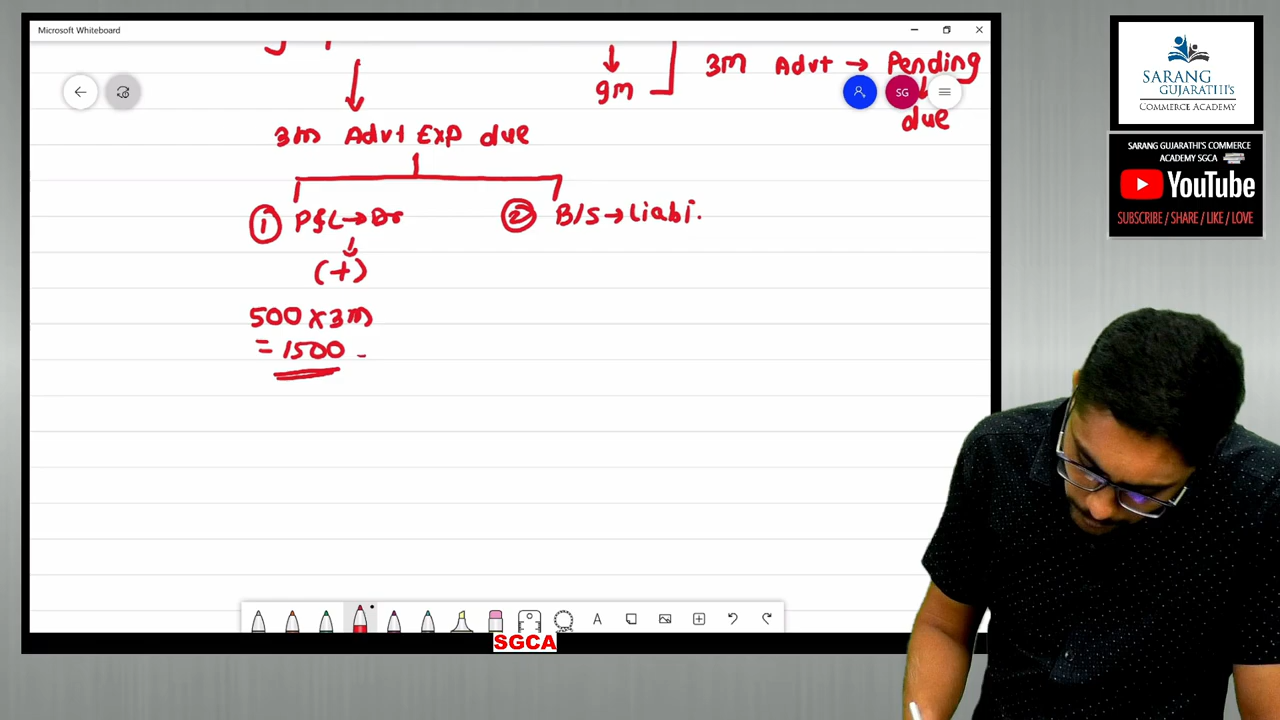 Microsoft Whiteboard
3m Advt → Pending
9m
SG
due
3m Advt Exp due
① P&L → Dr
② B/S → Liabi.
(+)
500 x 3m
= 1500 -
A
SGCA
SARANG
GUJARATHI'S
COMMERCE ACADEMY
SARANG GUJARATHI'S COMMERCE
ACADEMY SGCA
YouTube
SUBSCRIBE / SHARE / LIKE / LOVE